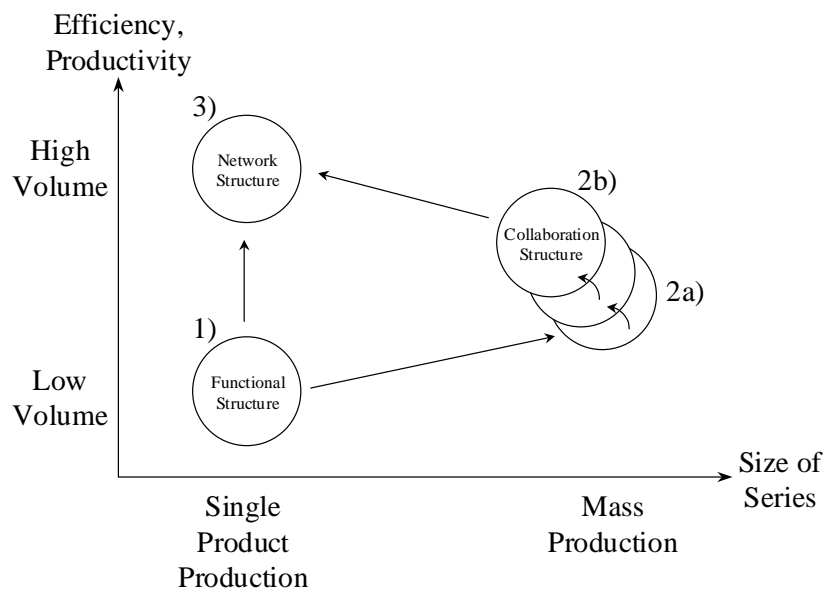 Efficiency,
Productivity
3)
High
Volume
Network
Structure
2b)
Collaboration
Structure
2a)
1)
Low
Volume
Functional
Structure
Size of
Series
Single
Product
Production
Mass
Production